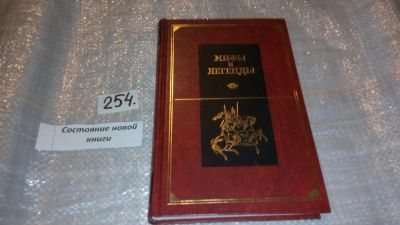 МИФЫ
И
ЛЕГЕНДЫ
254.
Состояние новой
книги